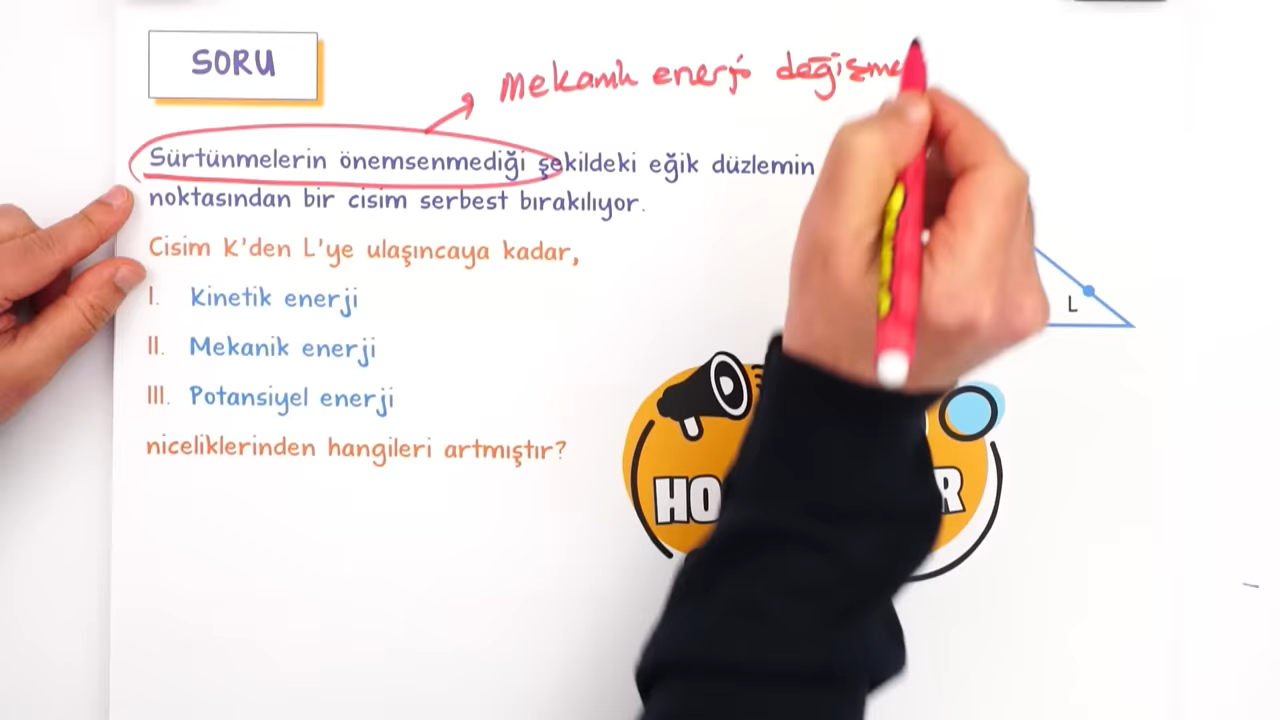 SORU
mekanik enerji değişme
Sürtünmelerin önemsenmediği şekildeki eğik düzlemin
noktasından bir cisim serbest bırakılıyor.
Cisim K'den L'ye ulaşıncaya kadar,
I. Kinetik enerji
L
II. Mekanik enerji
III. Potansiyel enerji
niceliklerinden hangileri artmıştır?